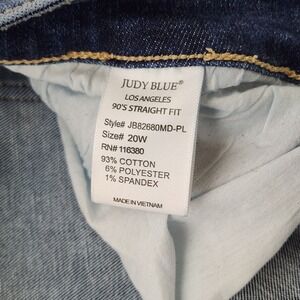 JUDY BLUE®
LOS ANGELES
90'S STRAIGHT FIT
Style# JB82680MD-PL
Size# 20W
RN# 116380
93% COTTON
6% POLYESTER
1% SPANDEX
MADE IN VIETNAM